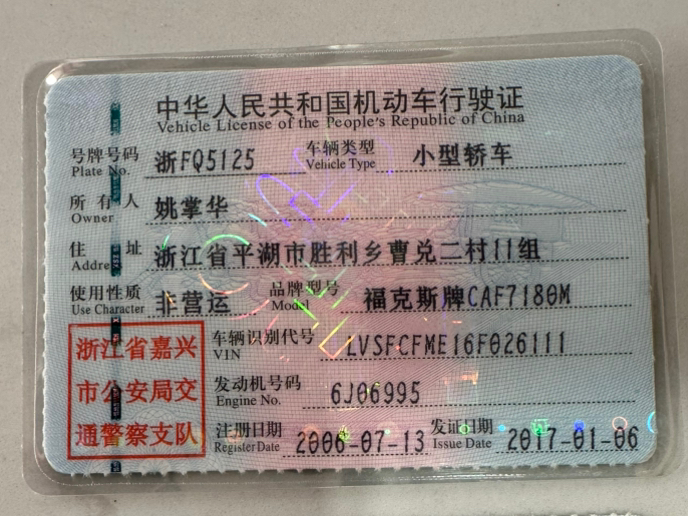 中华人民共和国机动车行驶证
Vehicle License of the People's Republic of China
号牌号码 Plate No. 浙FQ5125 车辆类型 Vehicle Type 小型轿车
所有人 Owner 姚掌华
住址 Address 浙江省平湖市胜利乡曹兑二村11组
使用性质 Use Character 非营运 品牌型号 Model 福克斯牌CAF7180M
浙江省嘉兴市公安局交通警察支队
车辆识别代号 VIN LVSFCFME16F026111
发动机号码 Engine No. 6J06995
注册日期 Register Date 2006-07-13 发证日期 Issue Date 2017-01-06